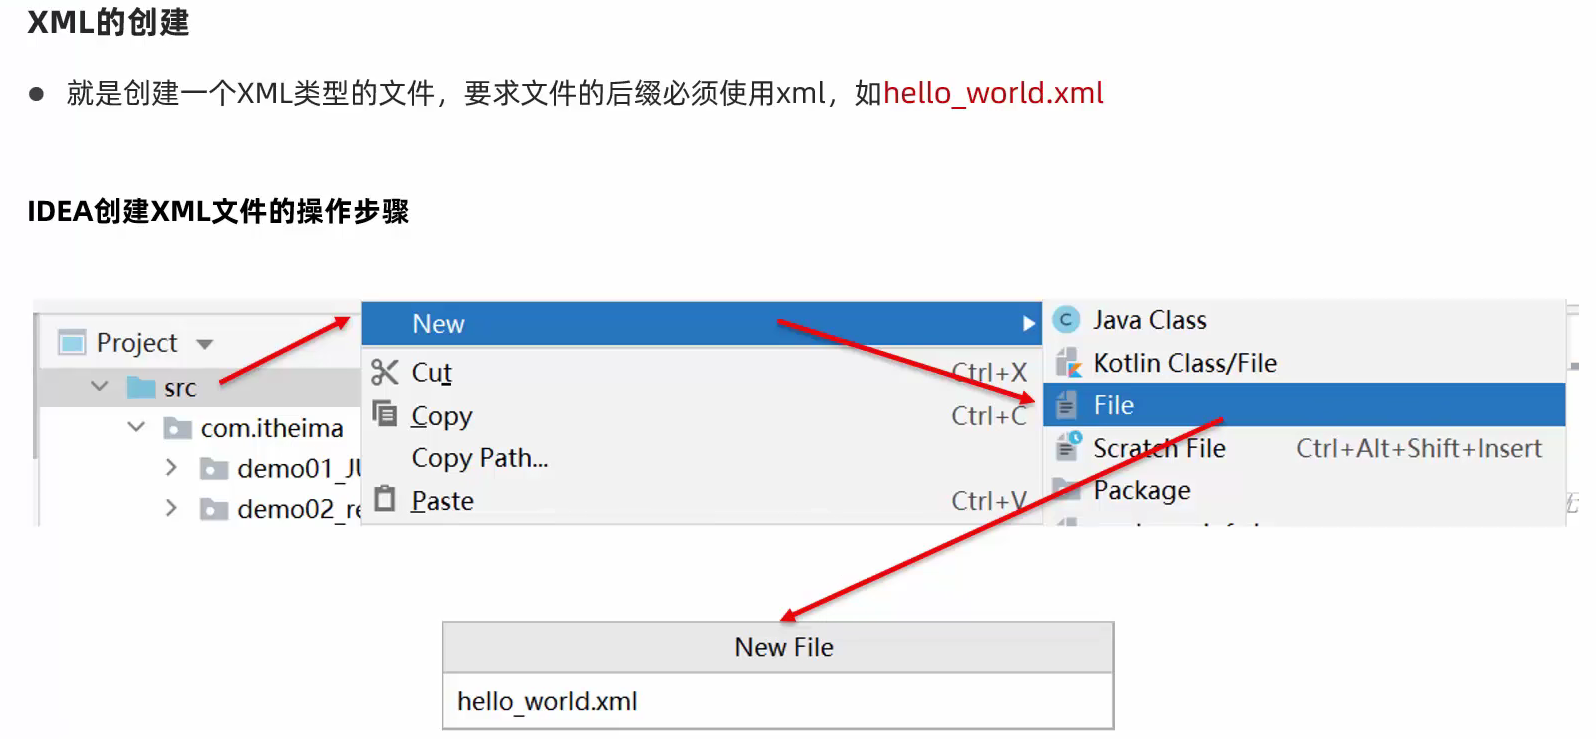 XML的创建
● 就是创建一个XML类型的文件，要求文件的后缀必须使用xml，如hello_world.xml
IDEA创建XML文件的操作步骤
Project
src
com.itheima
demo01_
demo02_re
New
Cut Ctrl+X
Copy Ctrl+C
Copy Path...
Paste Ctrl+V
Java Class
Kotlin Class/File
File
Scratch File Ctrl+Alt+Shift+Insert
Package
New File
hello_world.xml